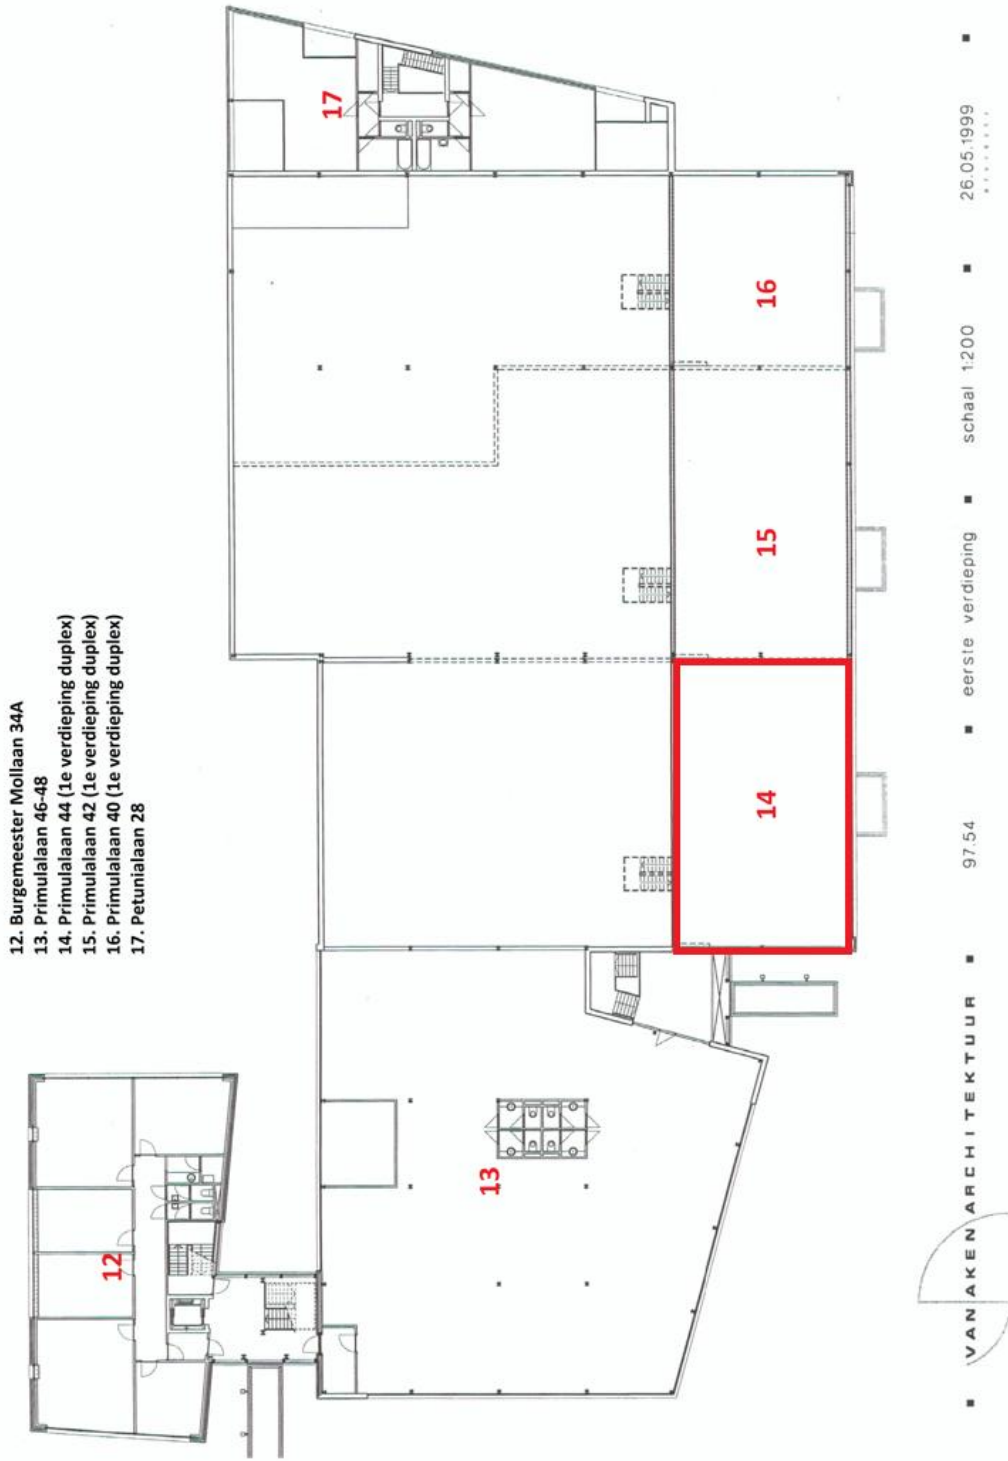 12. Burgemeester Mollaan 34A
13. Primulalaan 46-48
14. Primulalaan 44 (1e verdieping duplex)
15. Primulalaan 42 (1e verdieping duplex)
16. Primulalaan 40 (1e verdieping duplex)
17. Petunialaan 28
12
13
14
15
16
17
■ VAN AKEN ARCHITEKTUUR ■ 97.54 ■ eerste verdieping ■ schaal 1:200 ■ 26.05.1999 ■